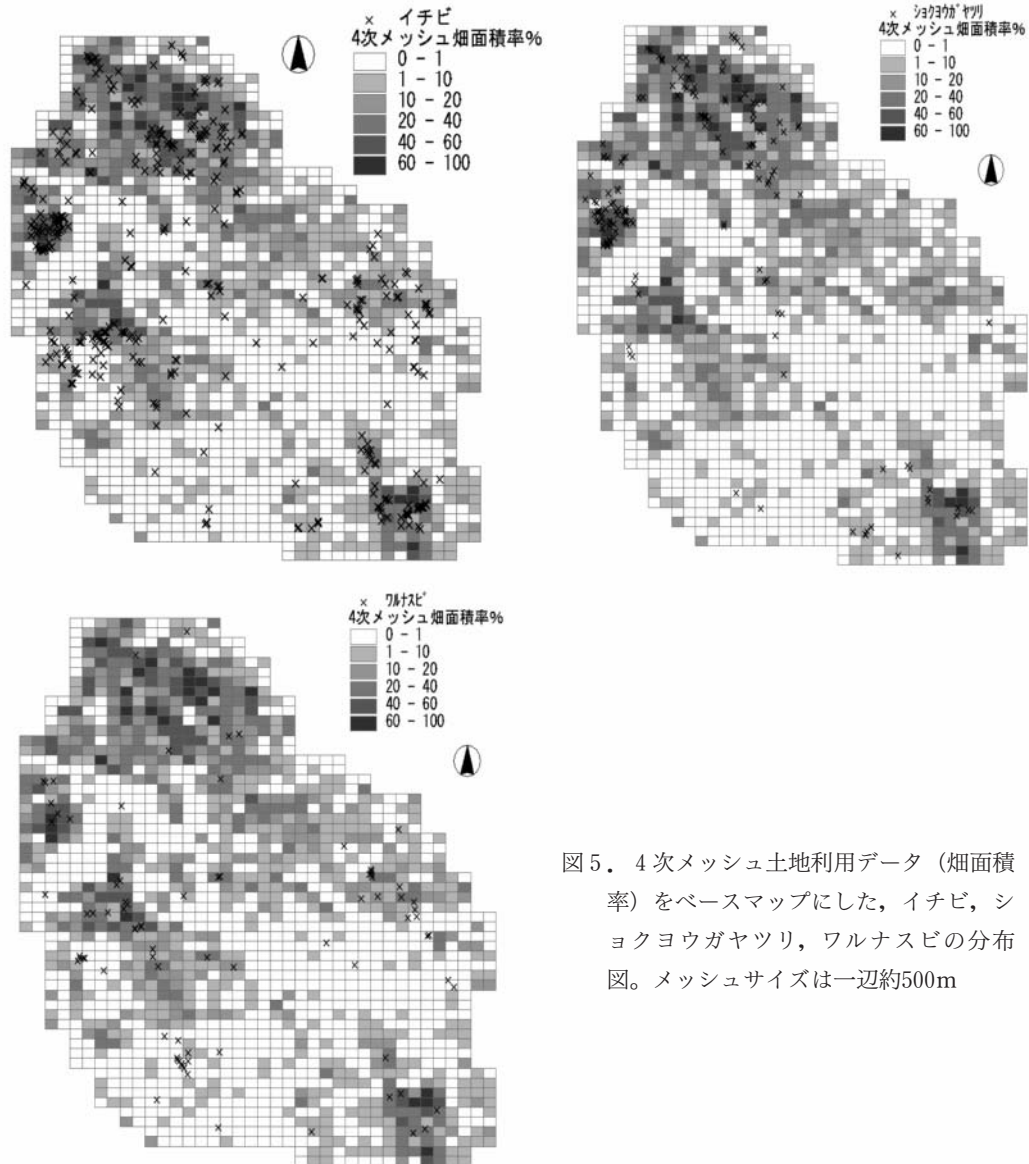 × イチビ
4次メッシュ畑面積率%
0 - 1
1 - 10
10 - 20
20 - 40
40 - 60
60 - 100
× ショクヨウガヤツリ
4次メッシュ畑面積率%
0 - 1
1 - 10
10 - 20
20 - 40
40 - 60
60 - 100
× ワルナスビ
4次メッシュ畑面積率%
0 - 1
1 - 10
10 - 20
20 - 40
40 - 60
60 - 100
図5. 4次メッシュ土地利用データ(畑面積
率)をベースマップにした,イチビ,シ
ョクヨウガヤツリ,ワルナスビの分布
図。メッシュサイズは一辺約500m